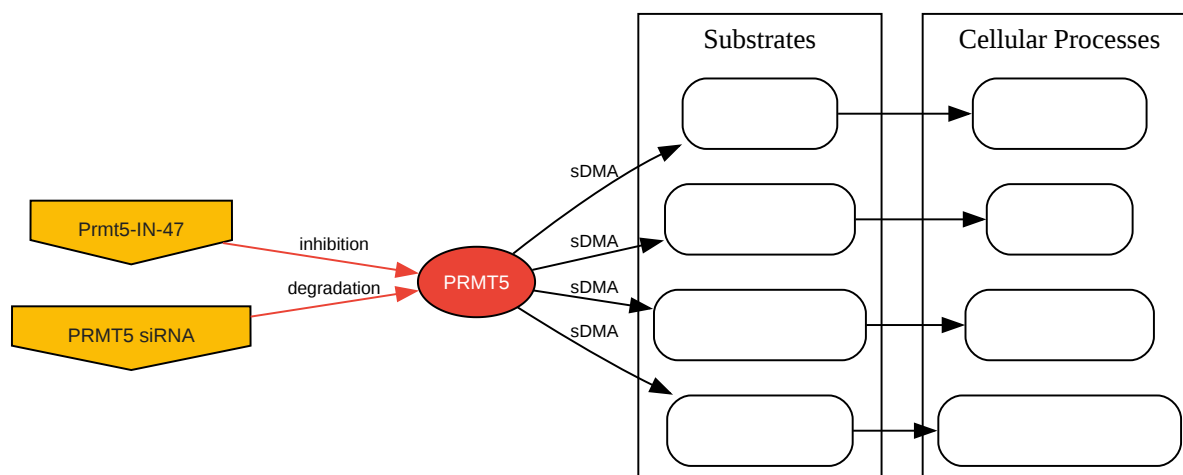 Substrates
Cellular Processes
sDMA
Prmt5-IN-47
inhibition
sDMA
PRMT5
degradation
sDMA
PRMT5 siRNA
sDMA